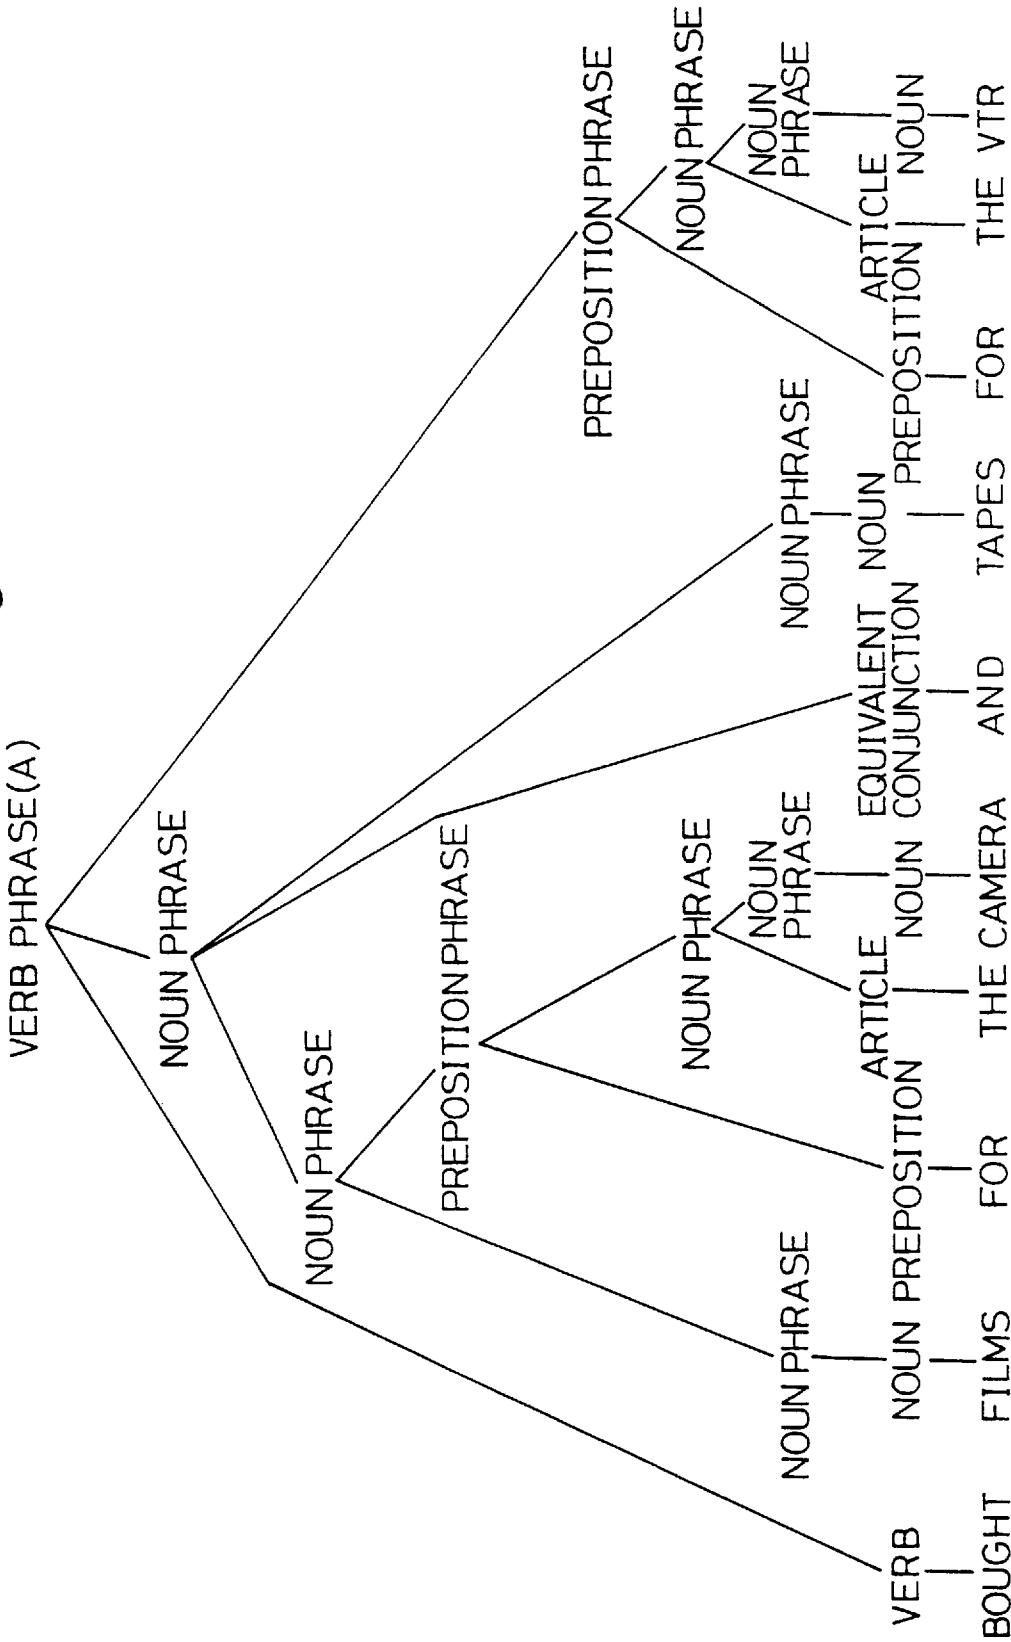 VERB PHRASE(A)
NOUN PHRASE
NOUN PHRASE
PREPOSITION PHRASE
PREPOSITION PHRASE
NOUN PHRASE
NOUN PHRASE
NOUN PHRASE
NOUN
PHRASE
NOUN PHRASE
NOUN
PHRASE
VERB
NOUN
PREPOSITION
ARTICLE
NOUN
EQUIVALENT
CONJUNCTION
NOUN
PREPOSITION
ARTICLE
NOUN
BOUGHT FILMS FOR THE CAMERA AND TAPES FOR THE VTR